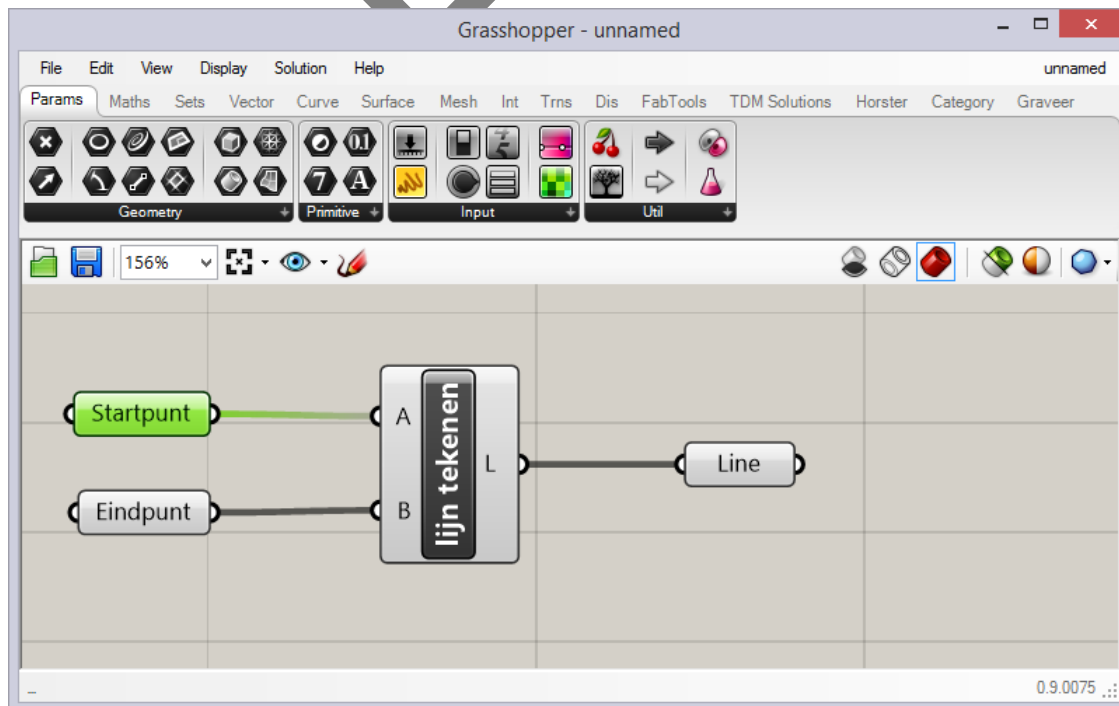 Grasshopper - unnamed
File Edit View Display Solution Help unnamed
Params Maths Sets Vector Curve Surface Mesh Int Trns Dis FabTools TDM Solutions Horster Category Graveer
0.1
7 A
Geometry Primitive Input Util
156%
Startpunt
Eindpunt
A
B
lijn tekenen
L
Line
0.9.0075